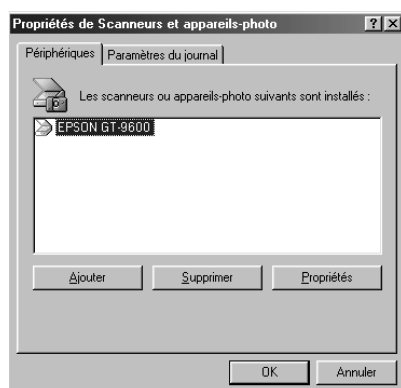 Propriétés de Scanneurs et appareils-photo
Périphériques Paramètres du journal
Les scanneurs ou appareils-photo suivants sont installés :
EPSON GT-9600
Ajouter Supprimer Propriétés
OK Annuler